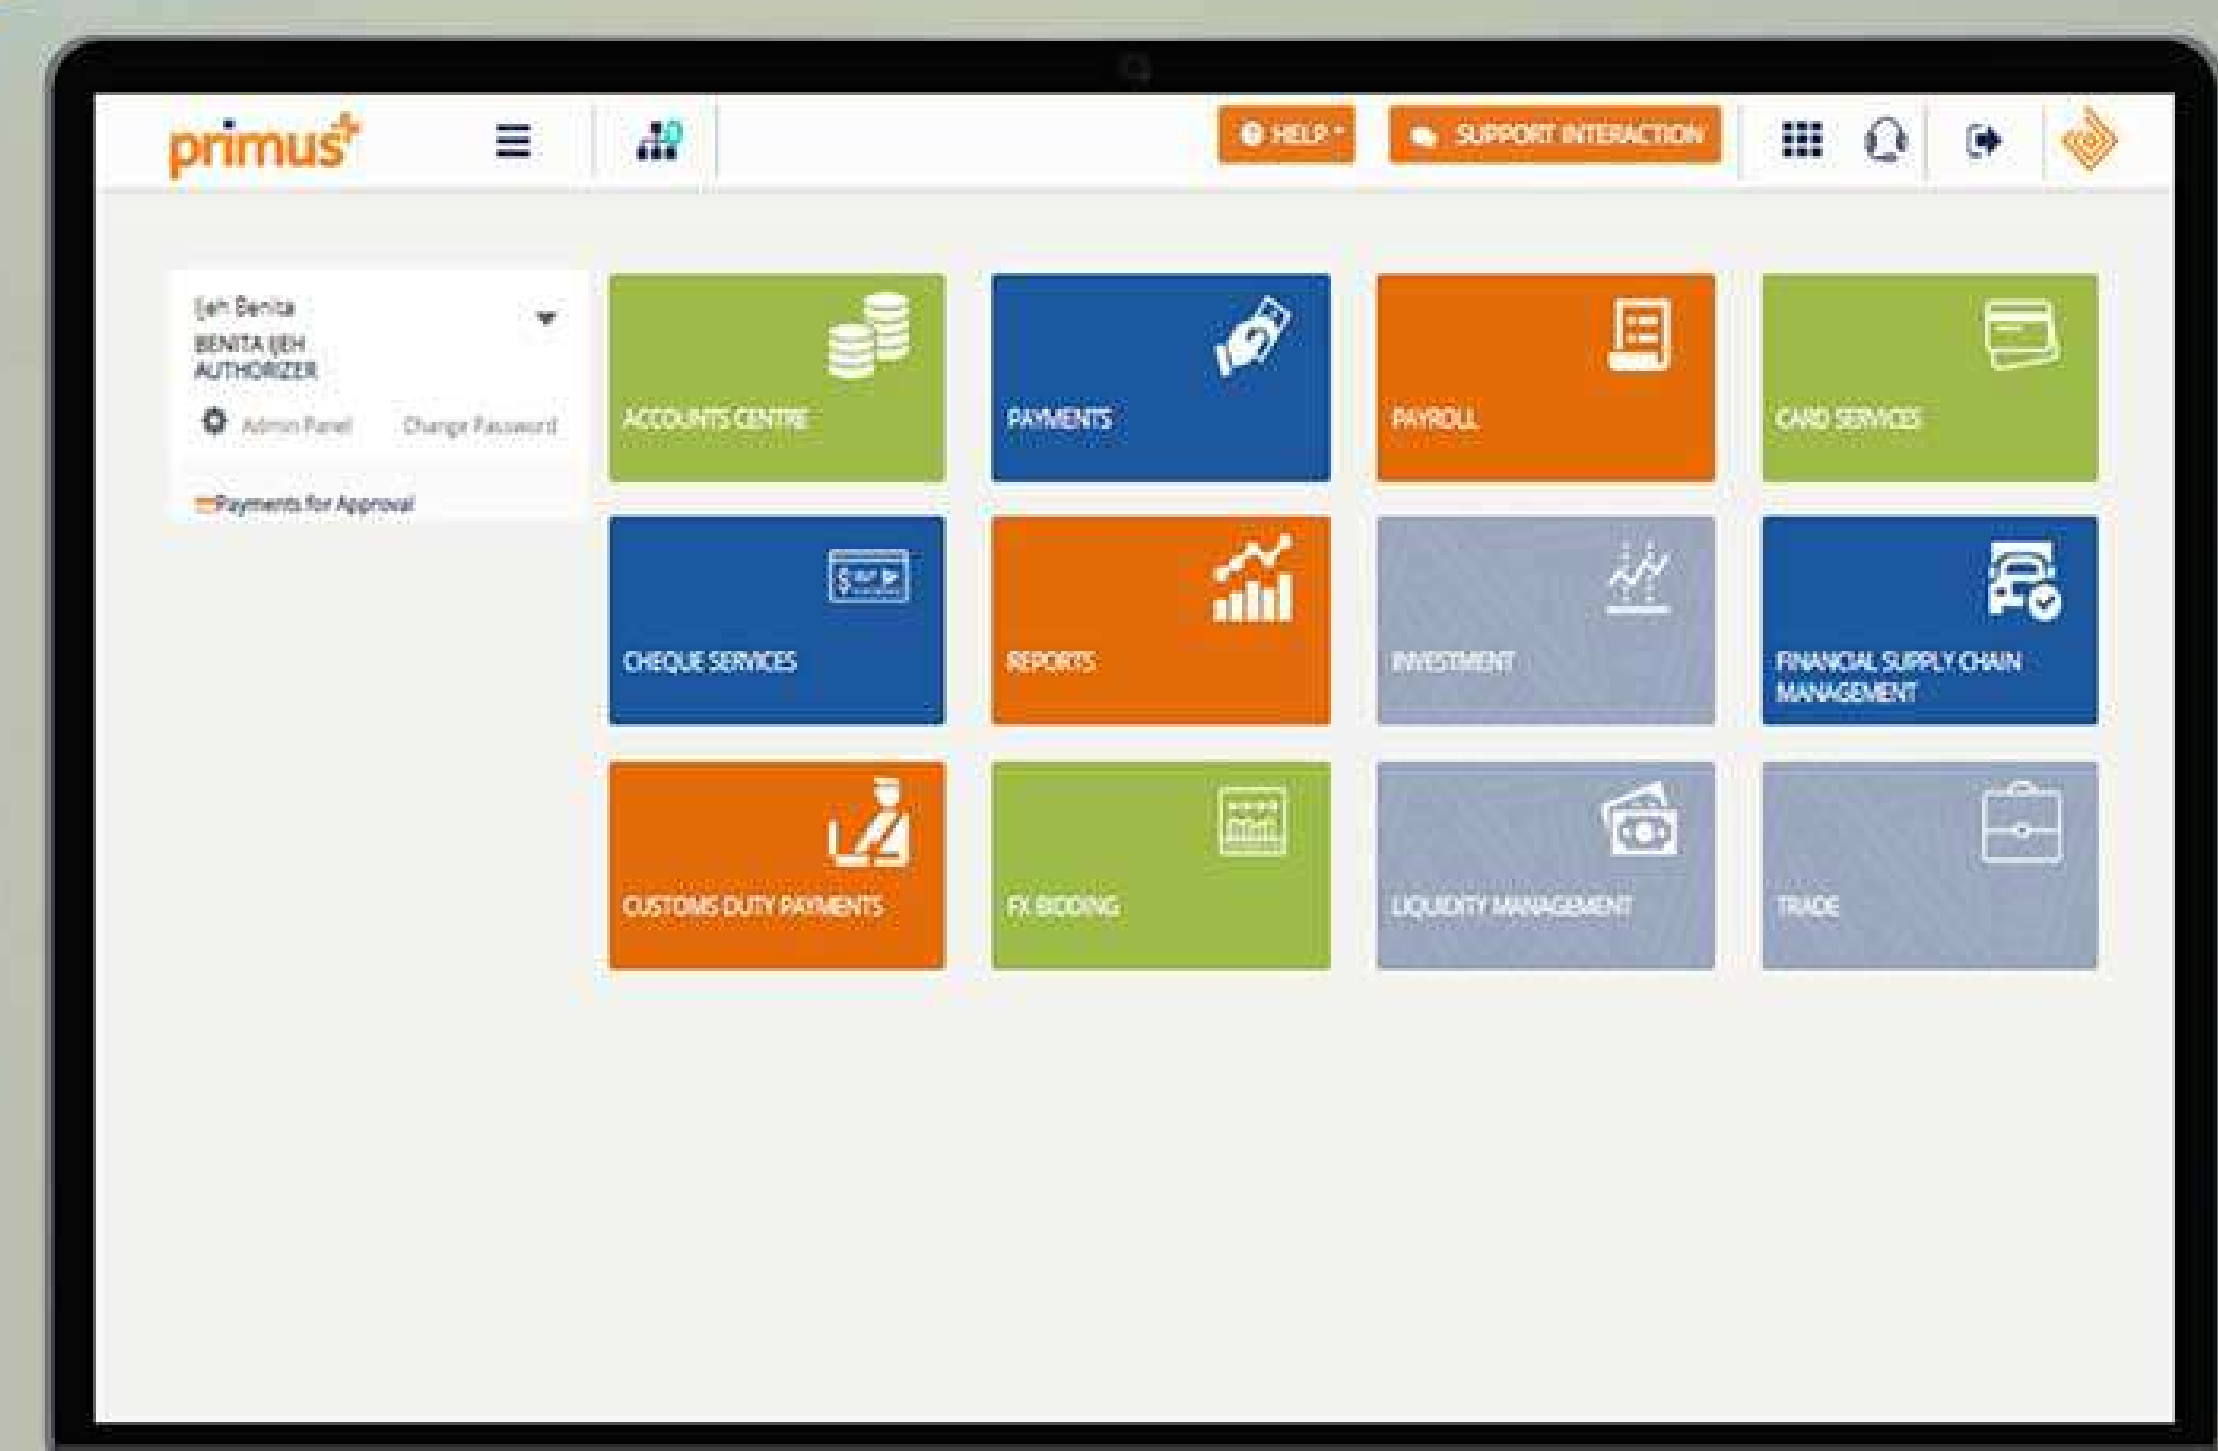 primus+
HELP
SUPPORT INTERACTION
Ijeh Benita
BENITA IJEH
AUTHORIZER
Admin Panel Change Password
Payments for Approval
ACCOUNTS CENTRE
PAYMENTS
PAYROLL
CARD SERVICES
CHEQUE SERVICES
REPORTS
INVESTMENT
FINANCIAL SUPPLY CHAIN
MANAGEMENT
CUSTOMS DUTY PAYMENTS
FX BIDDING
LIQUIDITY MANAGEMENT
TRADE